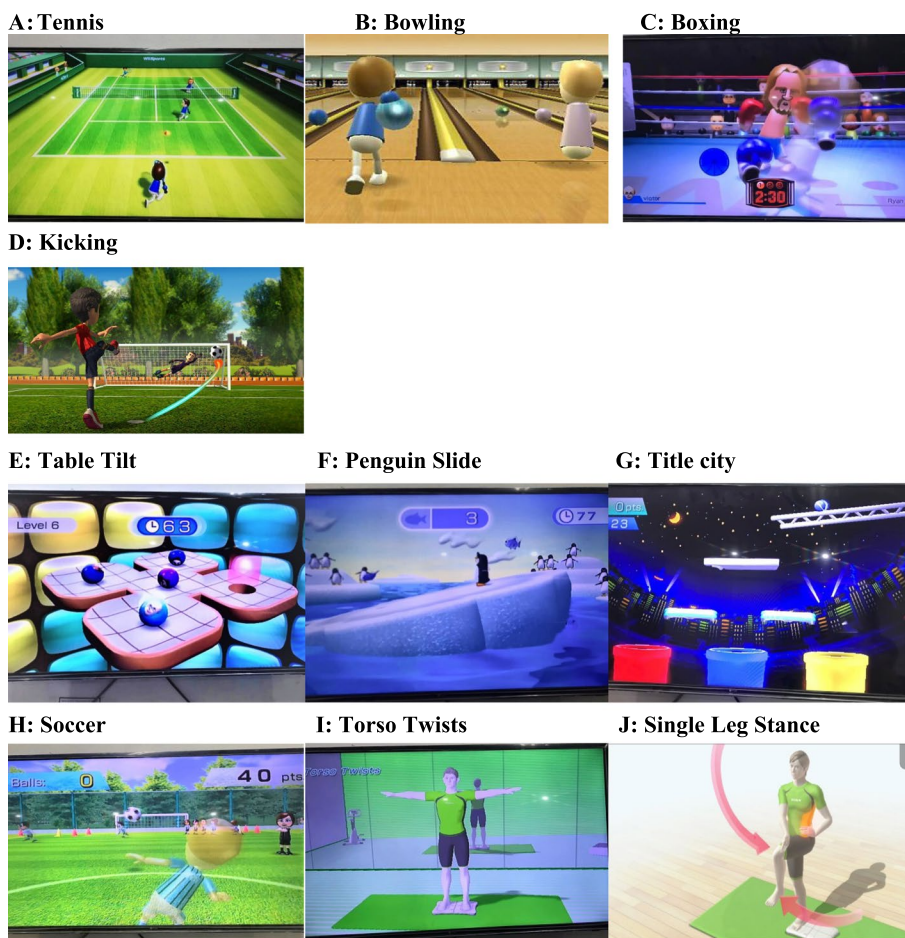 A: Tennis
B: Bowling
C: Boxing
2:30
D: Kicking
E: Table Tilt
F: Penguin Slide
G: Title city
Level 6
63
3
77
0 pts
23
H: Soccer
I: Torso Twists
J: Single Leg Stance
Balls: 0
40 pts
Torso Twists